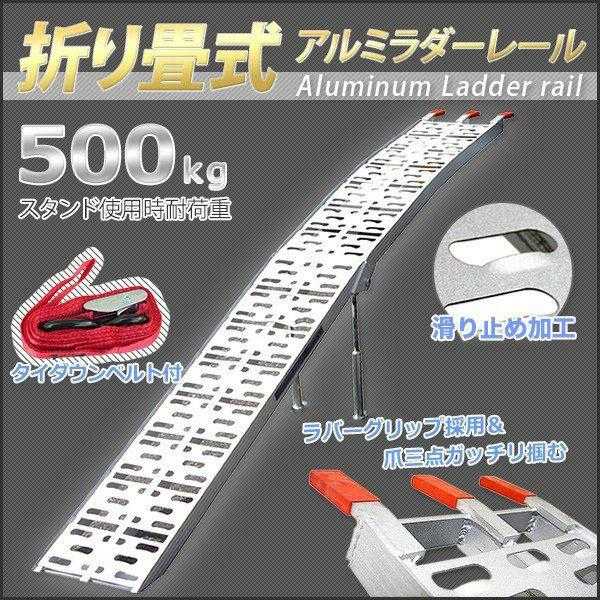 折り畳式 アルミラダーレール
Aluminum Ladder rail
500kg
スタンド使用時耐荷重
タイダウンベルト付
滑り止め加工
ラバーグリップ採用＆
爪三点ガッチリ掴む